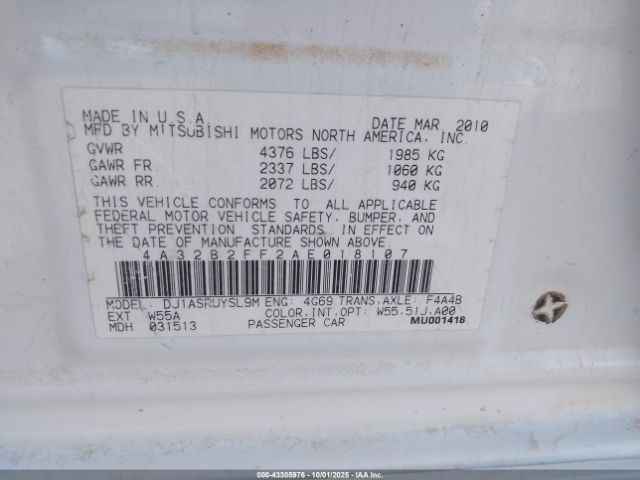 MADE IN U.S.A. DATE MAR 2010
MFD BY MITSUBISHI MOTORS NORTH AMERICA, INC.
GVWR 4376 LBS/ 1985 KG
GAWR FR. 2337 LBS/ 1060 KG
GAWR RR. 2072 LBS/ 940 KG
THIS VEHICLE CONFORMS TO ALL APPLICABLE
FEDERAL MOTOR VEHICLE SAFETY, BUMPER, AND
THEFT PREVENTION STANDARDS IN EFFECT ON
THE DATE OF MANUFACTURE SHOWN ABOVE.
4A32B2FF2AE018107
MODEL: DJ1ASRUYSL9M ENG: 4G69 TRANS,AXLE: F4A4B
EXT: W55A COLOR,INT,OPT: W55,51J,A00
MDH 031513 PASSENGER CAR MU001418
000-43305976 - 10/01/2025 - IAA Inc.